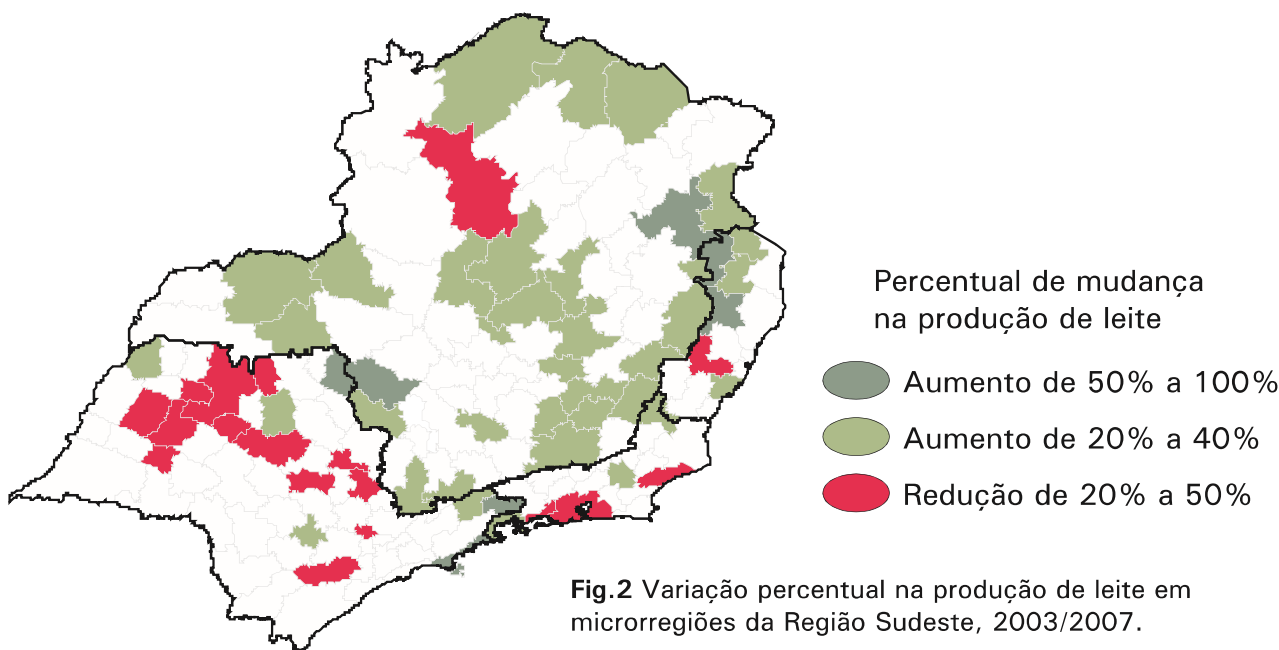 Percentual de mudança
na produção de leite
Aumento de 50% a 100%
Aumento de 20% a 40%
Redução de 20% a 50%
Fig.2 Variação percentual na produção de leite em
microrregiões da Região Sudeste, 2003/2007.